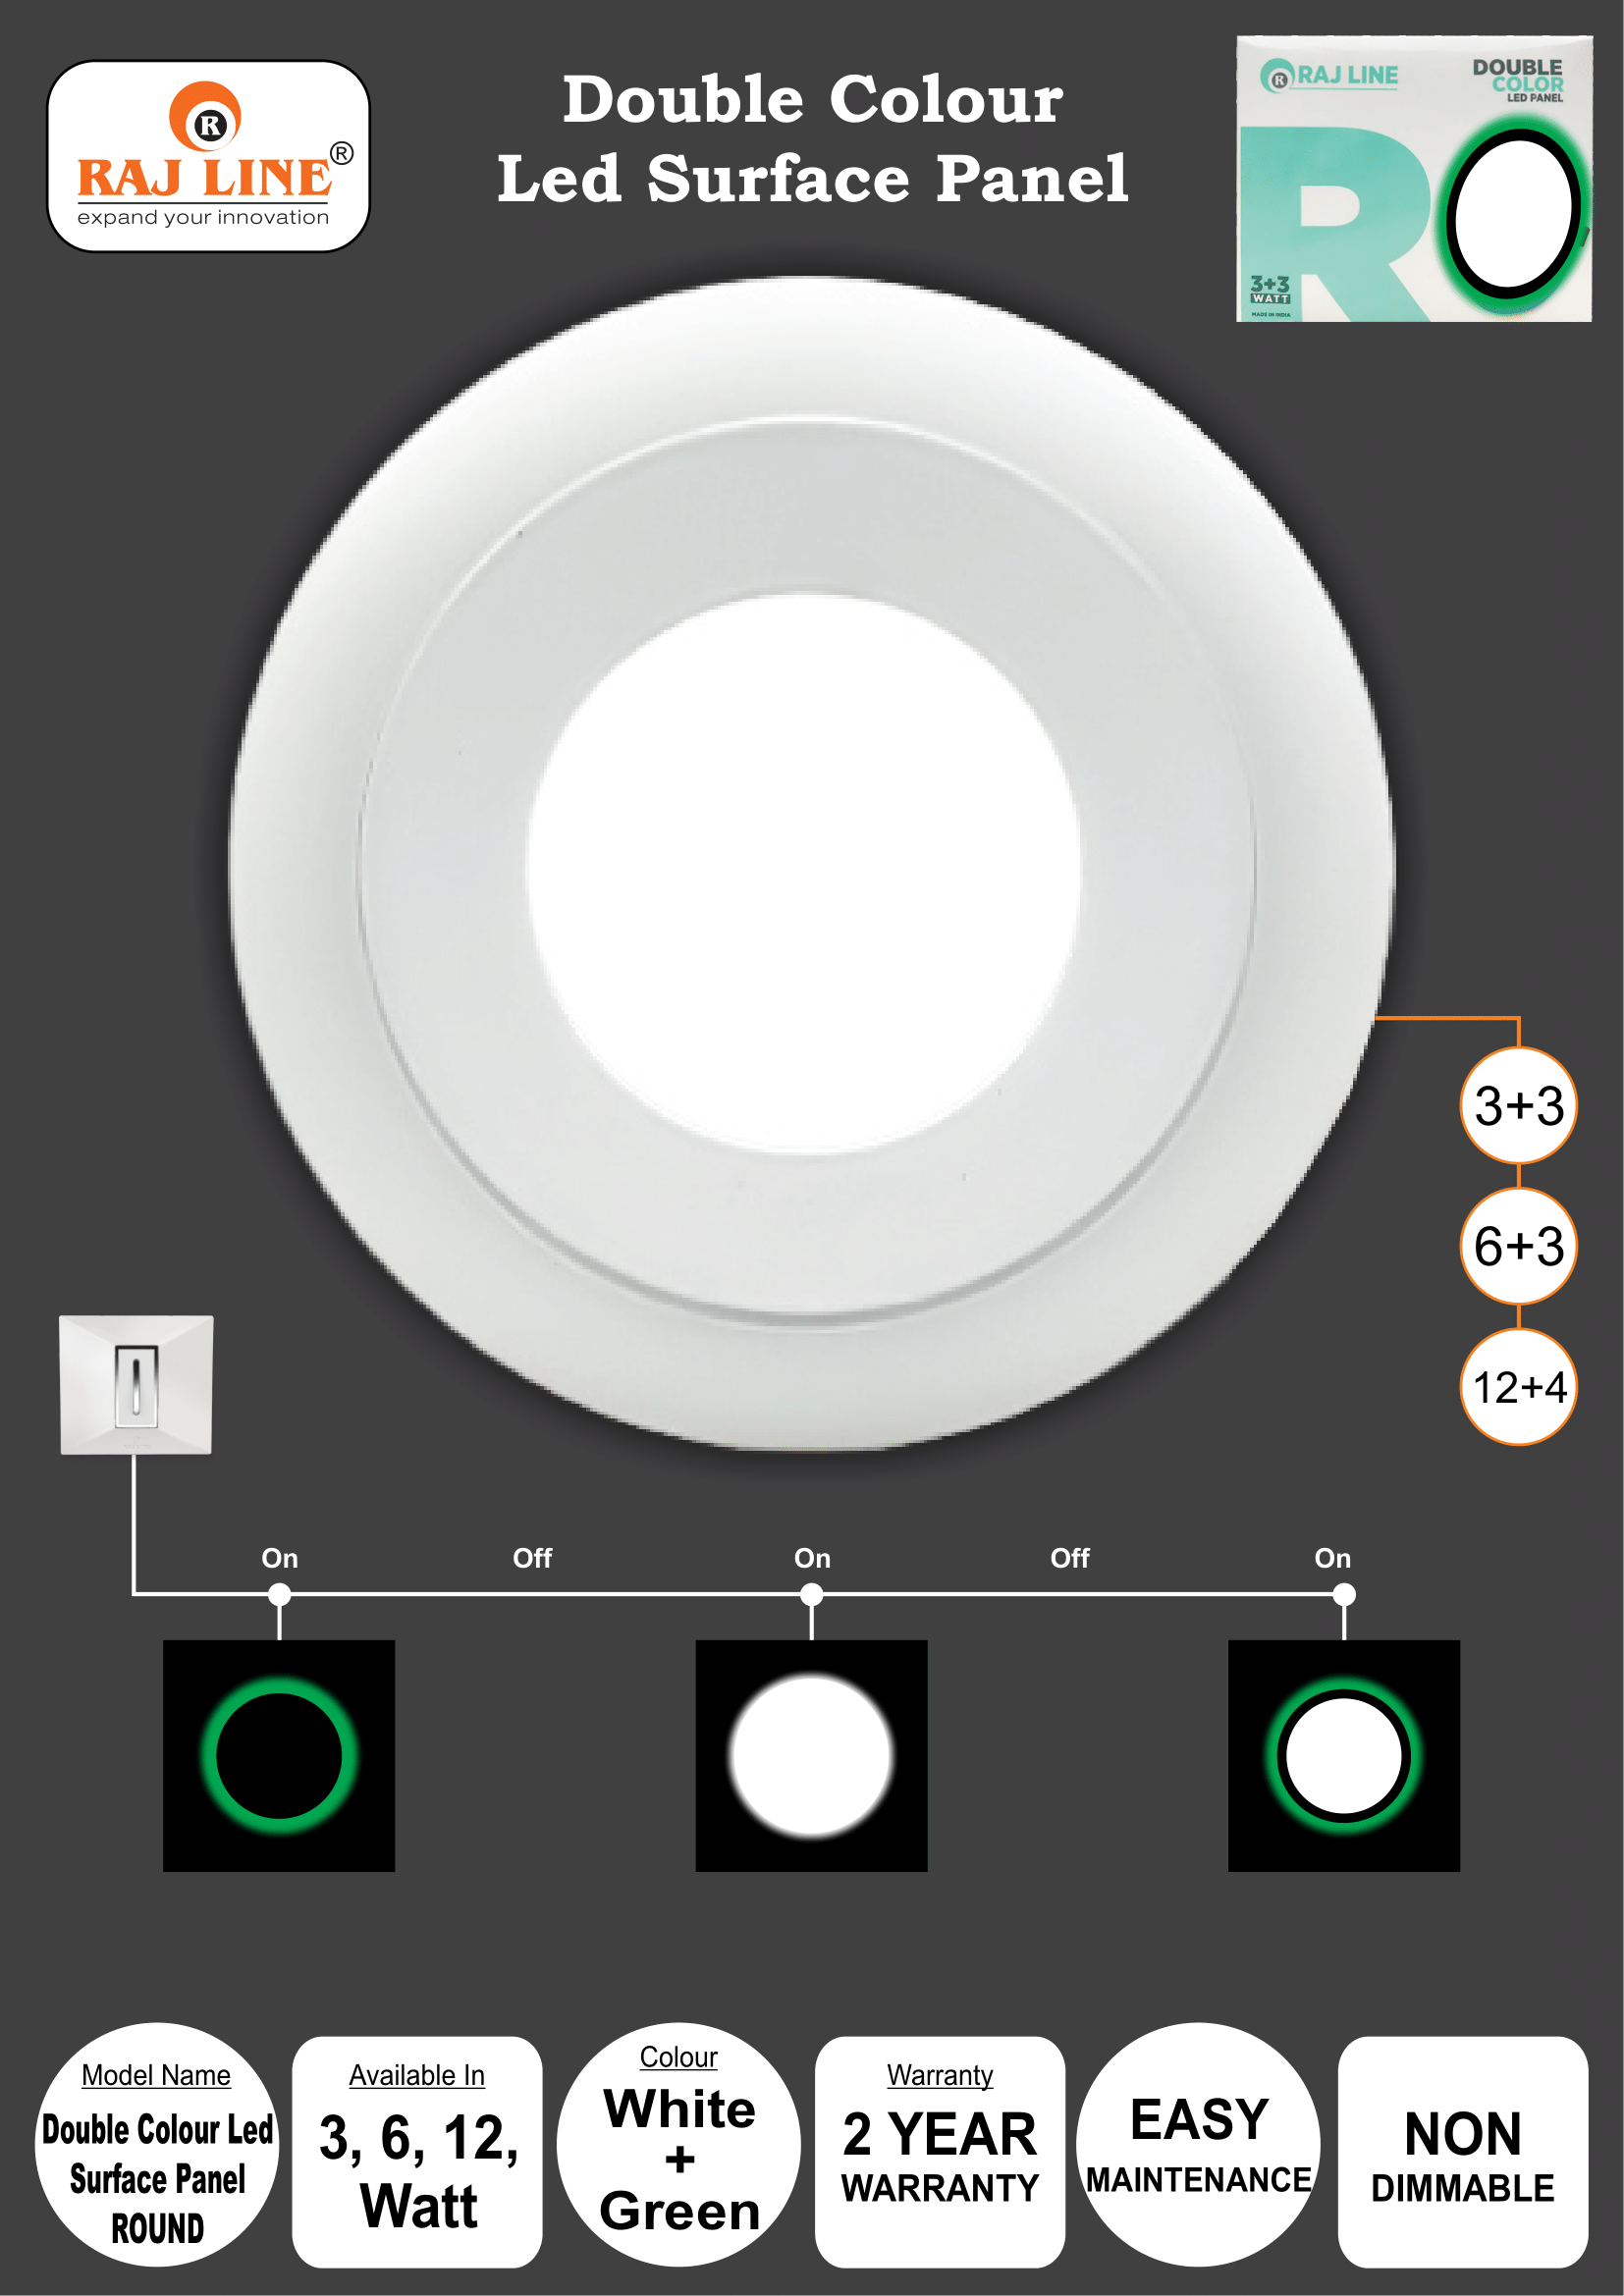 R
RAJ LINE®
expand your innovation
Double Colour
Led Surface Panel
R RAJ LINE
DOUBLE
COLOR
LED PANEL
R
3+3
WATT
MADE IN INDIA
3+3
6+3
12+4
On Off On Off On
Model Name
Double Colour Led
Surface Panel
ROUND
Available In
3, 6, 12,
Watt
Colour
White
+
Green
Warranty
2 YEAR
WARRANTY
EASY
MAINTENANCE
NON
DIMMABLE